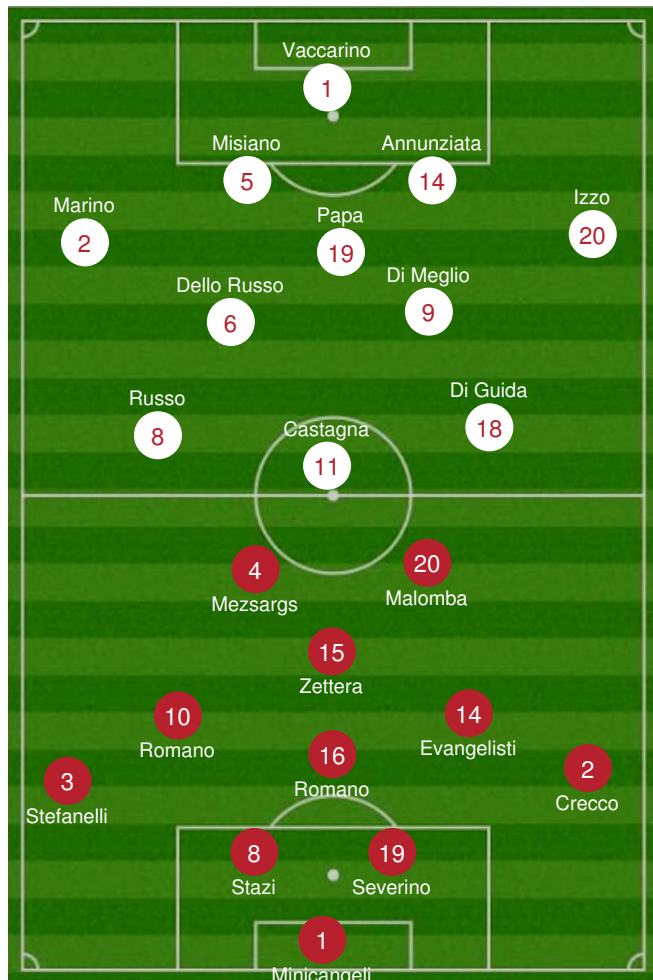 Vaccarino
1
Misiano
5
Annunziata
14
Marino
2
Papa
19
Izzo
20
Dello Russo
6
Di Meglio
9
Russo
8
Castagna
11
Di Guida
18
4
Mezsargs
20
Malomba
15
Zettera
10
Romano
14
Evangelisti
16
Romano
3
Stefanelli
2
Crecco
8
Stazi
19
Severino
1
Minicangeli